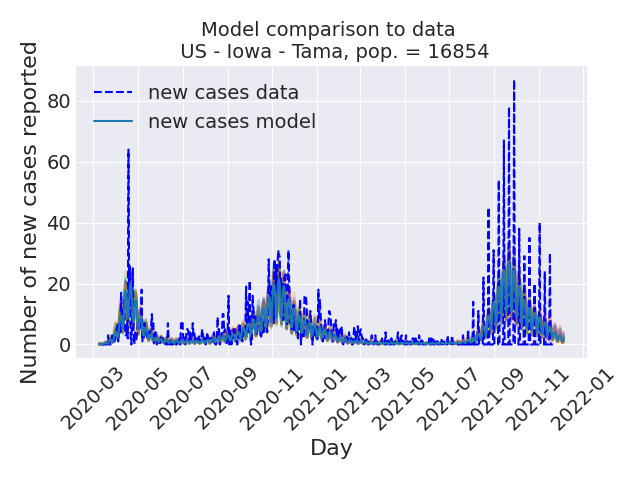 Model comparison to data
US - Iowa - Tama, pop. = 16854
Number of new cases reported
80
60
40
20
0
new cases data
new cases model
2020-03
2020-05
2020-07
2020-09
2020-11
2021-01
2021-03
2021-05
2021-07
2021-09
2021-11
2022-01
Day